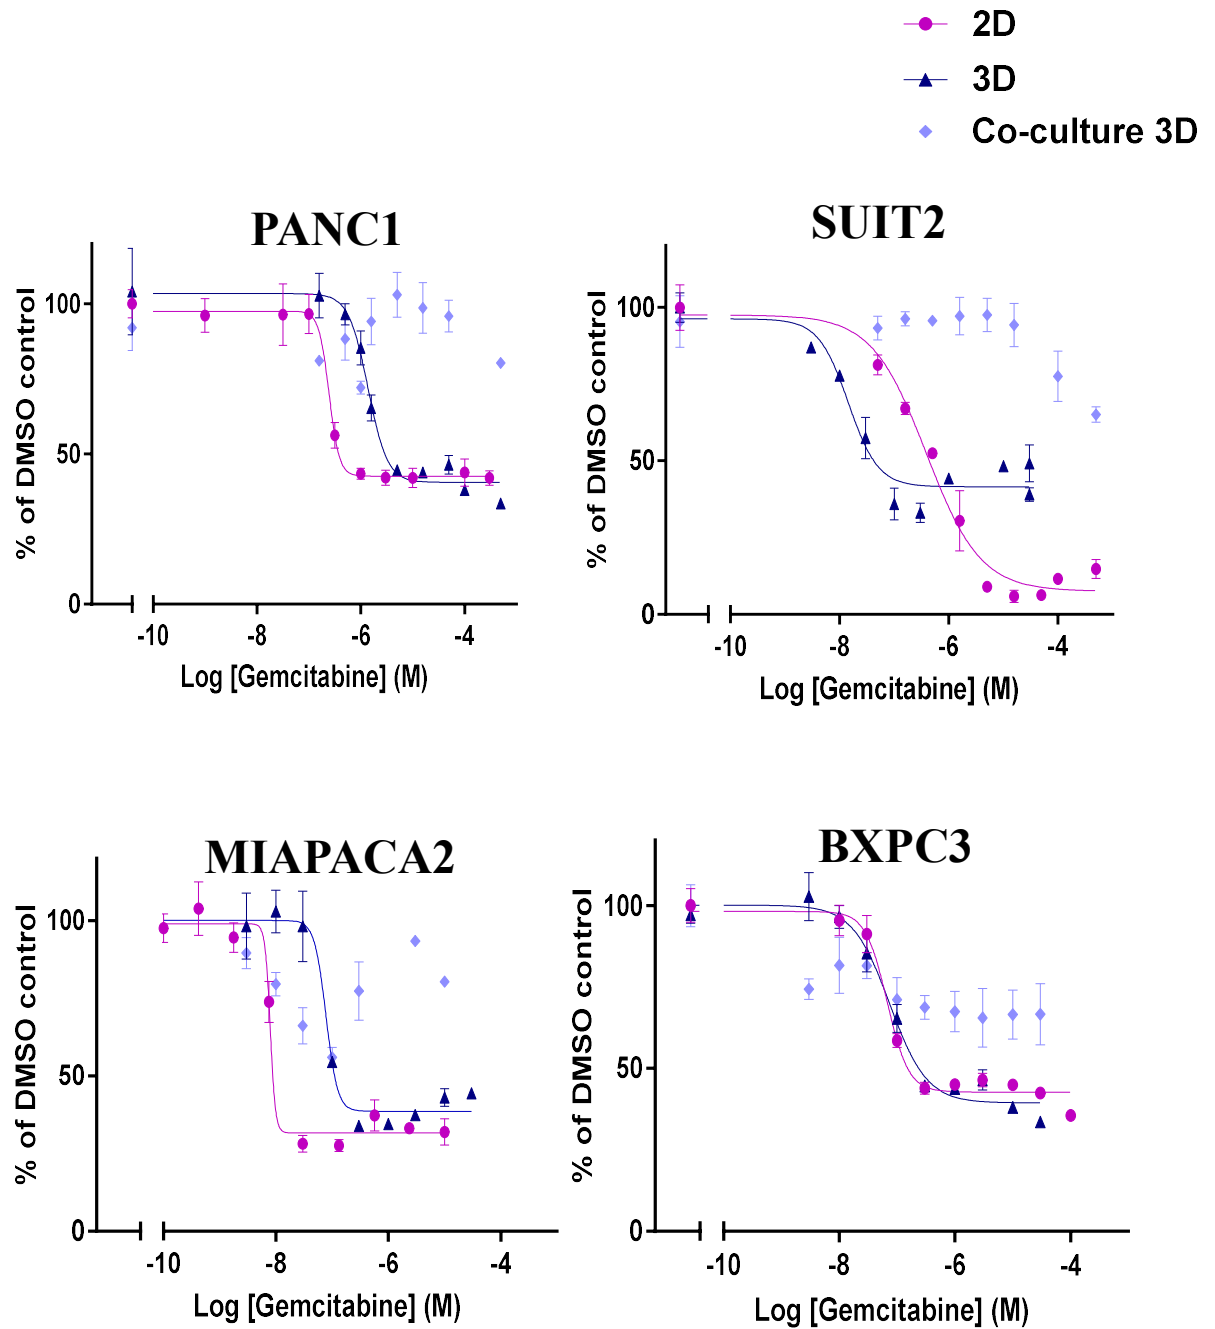 2D
3D
Co-culture 3D
PANC1
% of DMSO control
100
50
0
-10 -8 -6 -4
Log [Gemcitabine] (M)
SUIT2
% of DMSO control
100
50
0
-10 -8 -6 -4
Log [Gemcitabine] (M)
MIAPACA2
% of DMSO control
100
50
0
-10 -8 -6 -4
Log [Gemcitabine] (M)
BXPC3
% of DMSO control
100
50
0
-10 -8 -6 -4
Log [Gemcitabine] (M)